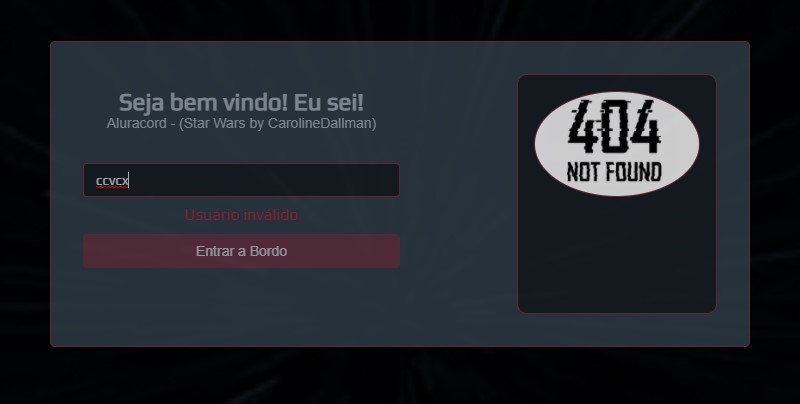 Seja bem vindo! Eu sei!
Aluracord - (Star Wars by CarolineDallman)
ccvcx
Usuário inválido
Entrar a Bordo
404
NOT FOUND